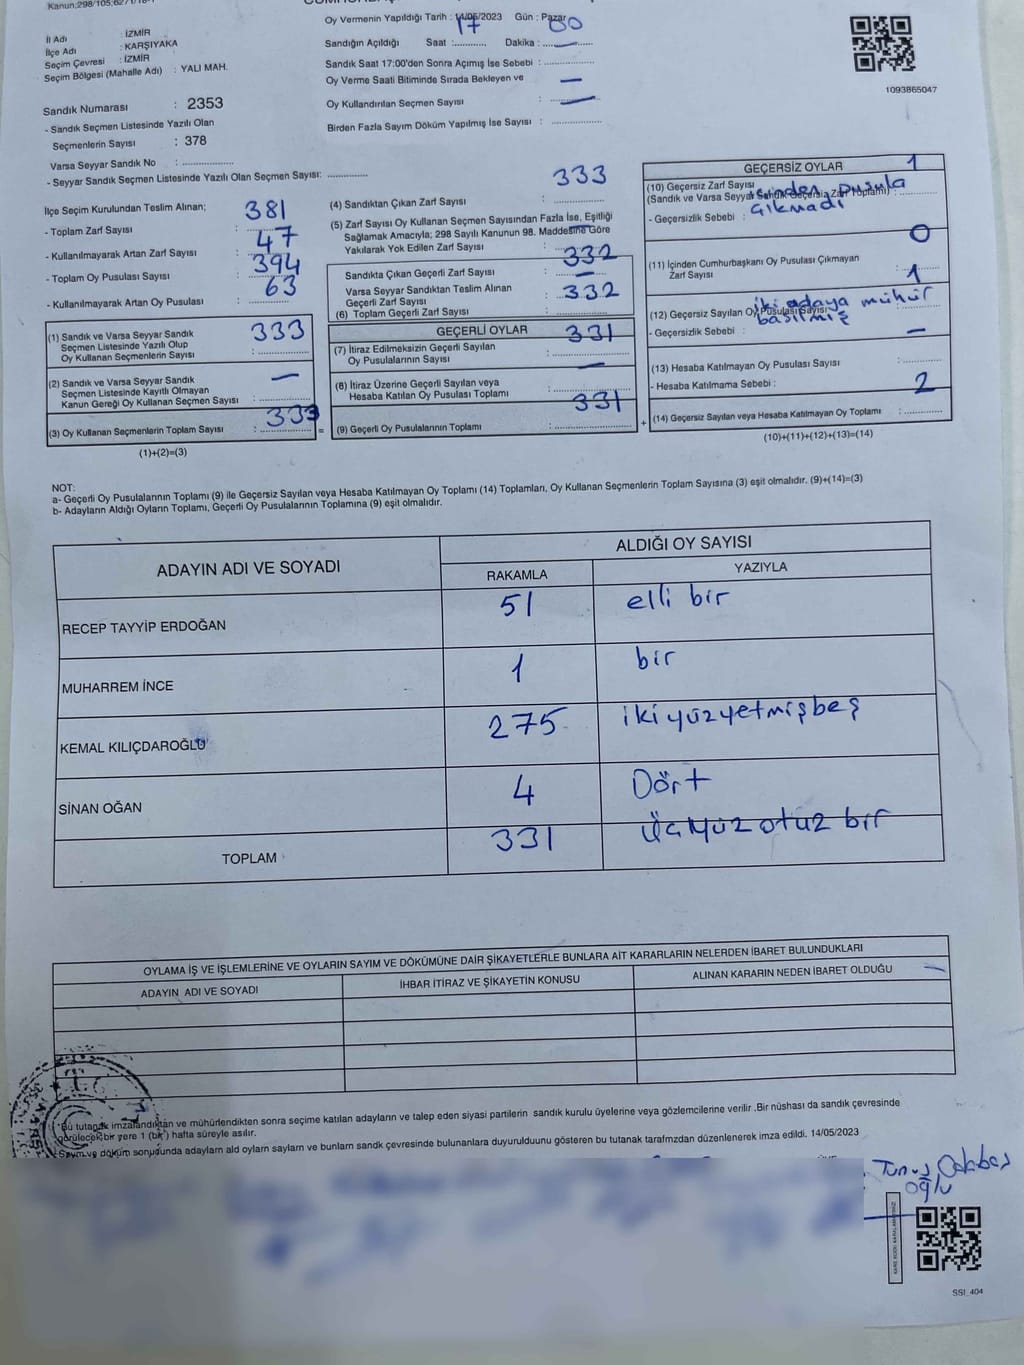 Kanun:298/105,
Oy Vermenin Yapıldığı Tarih : 14/05/2023 Gün : Pazar
17 00
Sandığın Açıldığı Saat : Dakika :
Sandık Saat 17:00'den Sonra Açımış İse Sebebi :
Oy Verme Saati Bitiminde Sırada Bekleyen ve
Oy Kullandırılan Seçmen Sayısı : —
Birden Fazla Sayım Döküm Yapılmış İse Sayısı :
1093865047
İl Adı : İZMİR
İlçe Adı : KARŞIYAKA
Seçim Çevresi : İZMİR
Seçim Bölgesi (Mahalle Adı) : YALI MAH.
Sandık Numarası : 2353
- Sandık Seçmen Listesinde Yazılı Olan
Seçmenlerin Sayısı : 378
Varsa Seyyar Sandık No :
- Seyyar Sandık Seçmen Listesinde Yazılı Olan Seçmen Sayısı:
İlçe Seçim Kurulundan Teslim Alınan;
- Toplam Zarf Sayısı : 381
- Kullanılmayarak Artan Zarf Sayısı : 47
- Toplam Oy Pusulası Sayısı : 394
- Kullanılmayarak Artan Oy Pusulası : 63
(1) Sandık ve Varsa Seyyar Sandık
Seçmen Listesinde Yazılı Olup
Oy Kullanan Seçmenlerin Sayısı : 333
(2) Sandık ve Varsa Seyyar Sandık
Seçmen Listesinde Kayıtlı Olmayan
Kanun Gereği Oy Kullanan Seçmen Sayısı : —
(3) Oy Kullanan Seçmenlerin Toplam Sayısı : 333
(1)+(2)=(3)
(4) Sandıktan Çıkan Zarf Sayısı : 333
(5) Zarf Sayısı Oy Kullanan Seçmen Sayısından Fazla İse, Eşitliği
Sağlamak Amacıyla; 298 Sayılı Kanunun 98. Maddesine Göre
Yakılarak Yok Edilen Zarf Sayısı : —
Sandıkta Çıkan Geçerli Zarf Sayısı : 332
Varsa Seyyar Sandıktan Teslim Alınan
Geçerli Zarf Sayısı : —
(6) Toplam Geçerli Zarf Sayısı : 332
GEÇERLİ OYLAR
(7) İtiraz Edilmeksizin Geçerli Sayılan
Oy Pusulalarının Sayısı : 331
(8) İtiraz Üzerine Geçerli Sayılan veya
Hesaba Katılan Oy Pusulası Toplamı : —
(9) Geçerli Oy Pusulalarının Toplamı : 331
GEÇERSİZ OYLAR
(10) Geçersiz Zarf Sayısı 1
(Sandık ve Varsa Seyyar Sandık Geçersiz Zarf Toplamı) :
- Geçersizlik Sebebi : içinden pusula
çıkmadı
(11) İçinden Cumhurbaşkanı Oy Pusulası Çıkmayan
Zarf Sayısı 0
(12) Geçersiz Sayılan Oy Pusulası Sayısı 1
- Geçersizlik Sebebi : iki adaya mühür
basılmış
(13) Hesaba Katılmayan Oy Pusulası Sayısı : —
- Hesaba Katılmama Sebebi :
(14) Geçersiz Sayılan veya Hesaba Katılmayan Oy Toplamı : 2
(10)+(11)+(12)+(13)=(14)
NOT:
a- Geçerli Oy Pusulalarının Toplamı (9) ile Geçersiz Sayılan veya Hesaba Katılmayan Oy Toplamı (14) Toplamları, Oy Kullanan Seçmenlerin Toplam Sayısına (3) eşit olmalıdır. (9)+(14)=(3)
b- Adayların Aldığı Oyların Toplamı, Geçerli Oy Pusulalarının Toplamına (9) eşit olmalıdır.
ADAYIN ADI VE SOYADI ALDIĞI OY SAYISI
RAKAMLA YAZIYLA
RECEP TAYYİP ERDOĞAN 51 elli bir
MUHARREM İNCE 1 bir
KEMAL KILIÇDAROĞLU 275 ikiyüzyetmişbeş
SİNAN OĞAN 4 Dört
TOPLAM 331 üçyüz otuz bir
OYLAMA İŞ VE İŞLEMLERİNE VE OYLARIN SAYIM VE DÖKÜMÜNE DAİR ŞİKAYETLERLE BUNLARA AİT KARARLARIN NELERDEN İBARET BULUNDUKLARI
ADAYIN ADI VE SOYADI İHBAR İTİRAZ VE ŞİKAYETİN KONUSU ALINAN KARARIN NEDEN İBARET OLDUĞU —
Bu tutanak imzalandıktan ve mühürlendikten sonra seçime katılan adayların ve talep eden siyasi partilerin sandık kurulu üyelerine veya gözlemcilerine verilir .Bir nüshası da sandık çevresinde
görülecek bir yere 1 (bir) hafta süreyle asılır.
Sayım ve döküm sonucunda adayların ald oyların sayları ve bunlarn sandk çevresinde bulunanlara duyurulduunu gösteren bu tutanak tarafmzdan düzenlenerek imza edildi. 14/05/2023
SSI_404